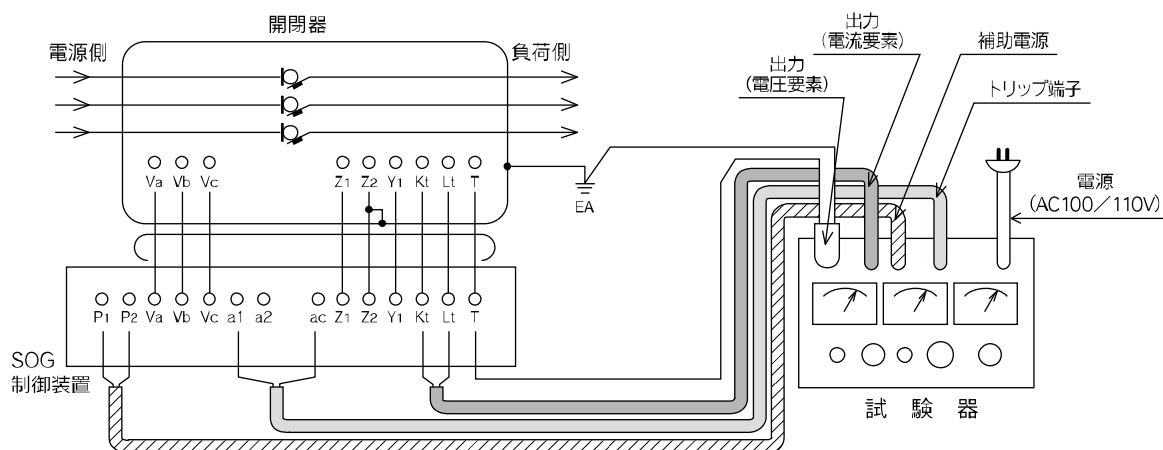 開閉器
電源側
負荷側
出力
(電流要素)
補助電源
出力
(電圧要素)
トリップ端子
Va Vb Vc Z1 Z2 Y1 Kt Lt T
EA
電源
(AC100/110V)
P1 P2 Va Vb Vc a1 a2 ac Z1 Z2 Y1 Kt Lt T
SOG
制御装置
試験器